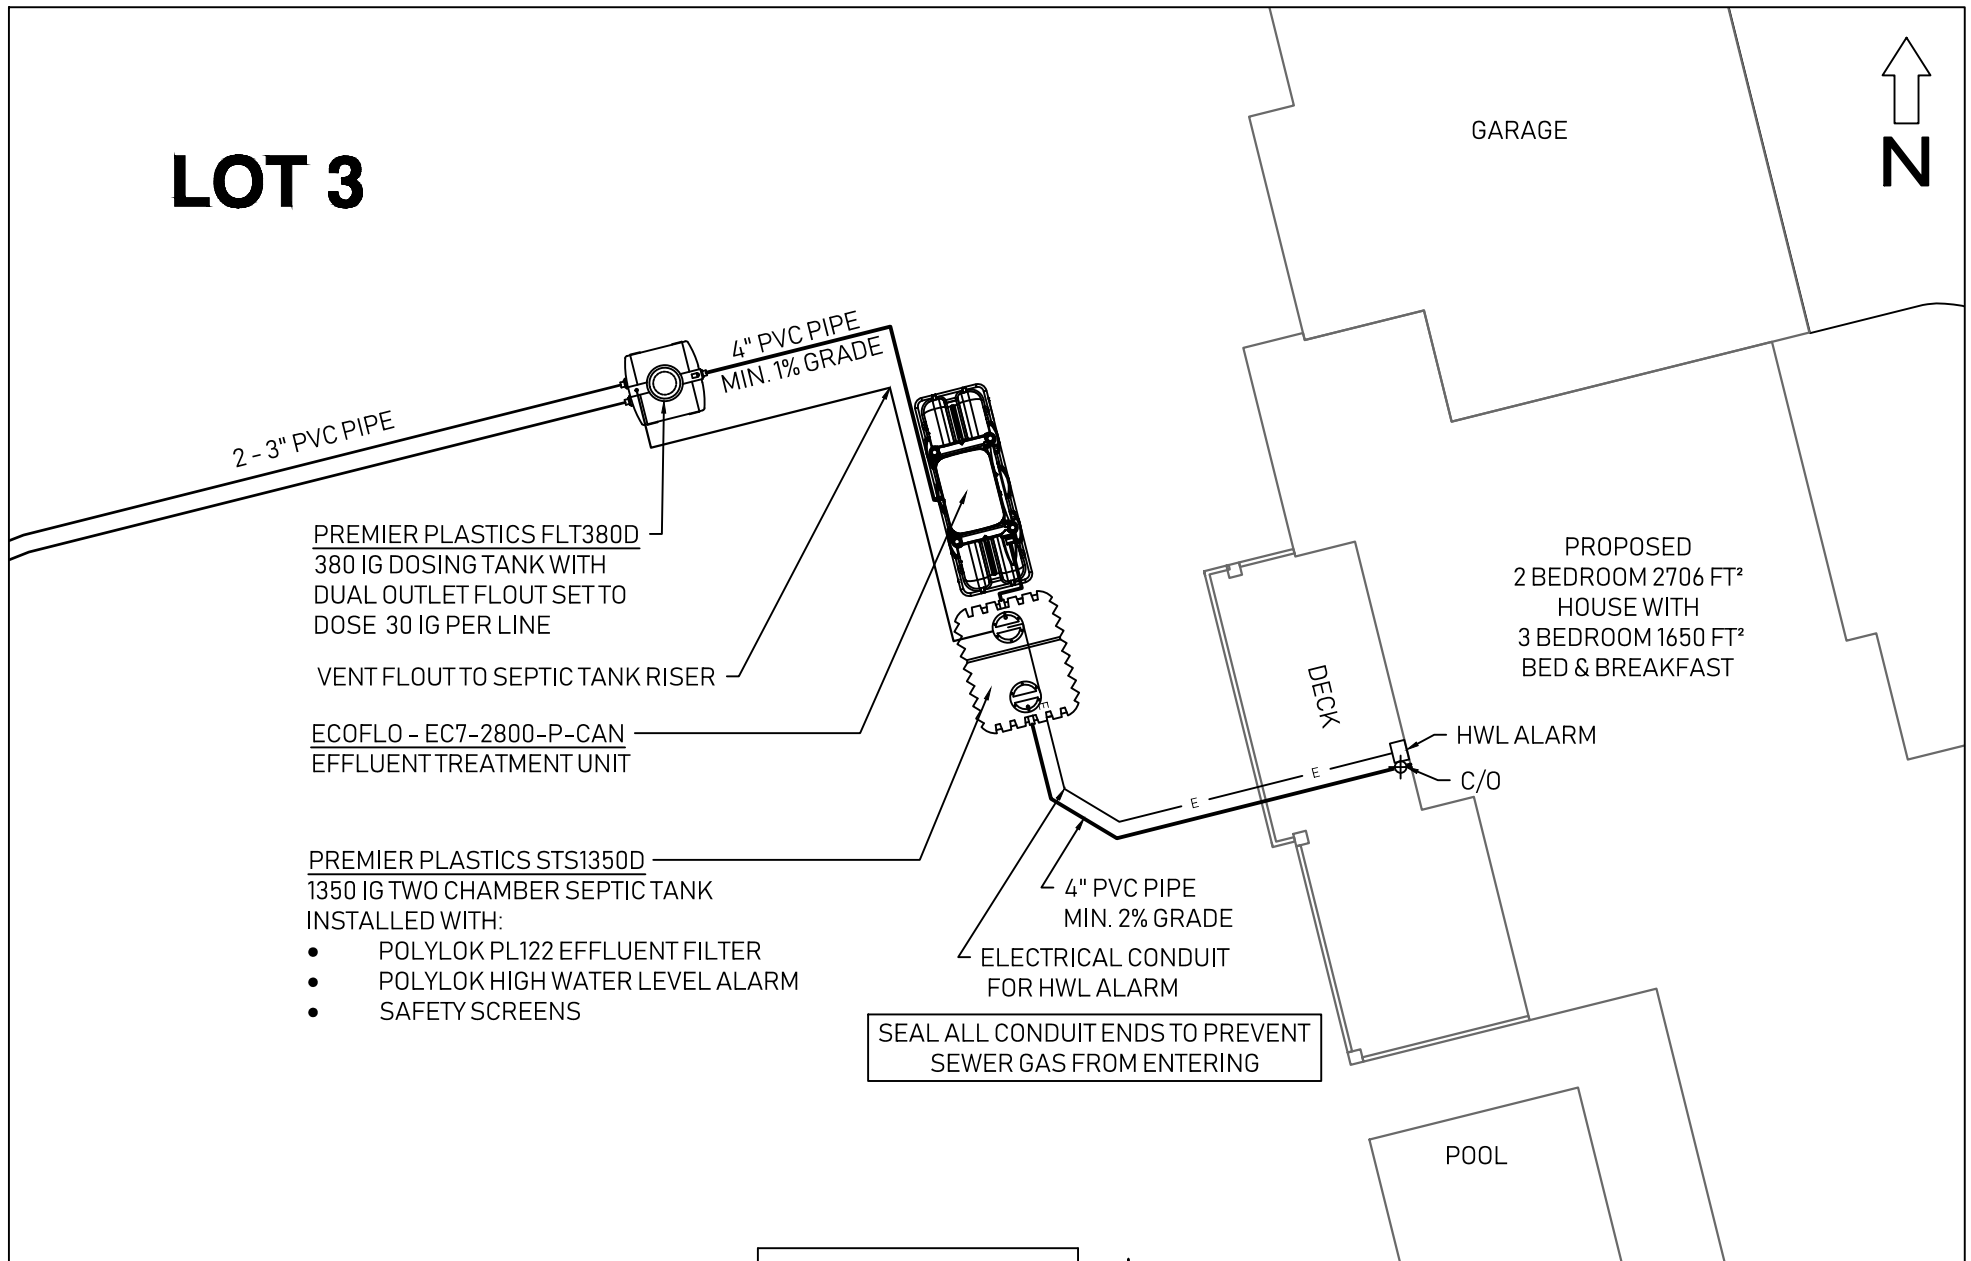 LOT 3
GARAGE
N
4" PVC PIPE
MIN. 1% GRADE
2 - 3" PVC PIPE
PREMIER PLASTICS FLT380D
380 IG DOSING TANK WITH
DUAL OUTLET FLOUT SET TO
DOSE 30 IG PER LINE
VENT FLOUT TO SEPTIC TANK RISER
ECOFLO - EC7-2800-P-CAN
EFFLUENT TREATMENT UNIT
PREMIER PLASTICS STS1350D
1350 IG TWO CHAMBER SEPTIC TANK
INSTALLED WITH:
• POLYLOK PL122 EFFLUENT FILTER
• POLYLOK HIGH WATER LEVEL ALARM
• SAFETY SCREENS
PROPOSED
2 BEDROOM 2706 FT²
HOUSE WITH
3 BEDROOM 1650 FT²
BED & BREAKFAST
DECK
HWL ALARM
C/O
E
E
E
4" PVC PIPE
MIN. 2% GRADE
ELECTRICAL CONDUIT
FOR HWL ALARM
SEAL ALL CONDUIT ENDS TO PREVENT
SEWER GAS FROM ENTERING
POOL